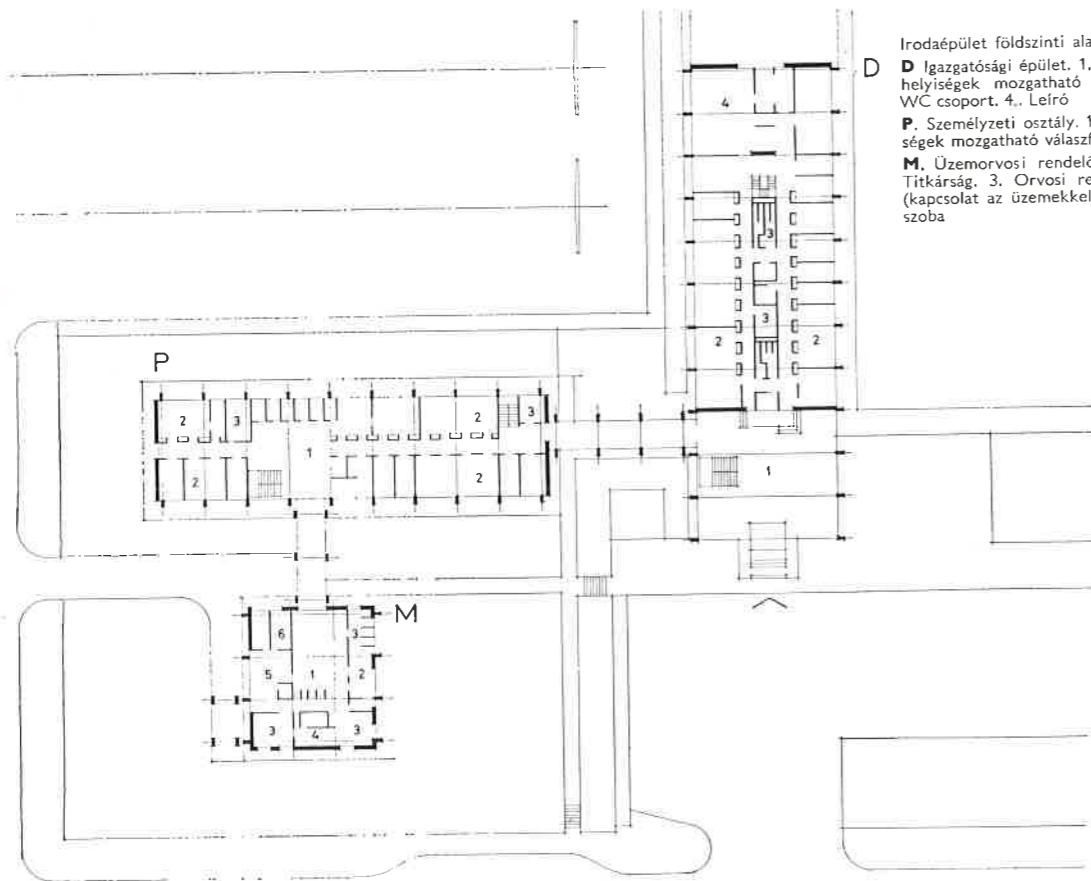 Irodaépület földszinti ala
D Igazgatósági épület. 1.
helyiségek mozgatható
WC csoport. 4. Leíró
P. Személyzeti osztály. 1
ségek mozgatható válaszf
M. Üzemorvosi rendelő
Titkárság. 3. Orvosi re
(kapcsolat az üzemekkel
szoba
D
4
3
3
2
2
1
P
2
3
2
3
1
2
2
M
6
3
5
1
2
3
4
3